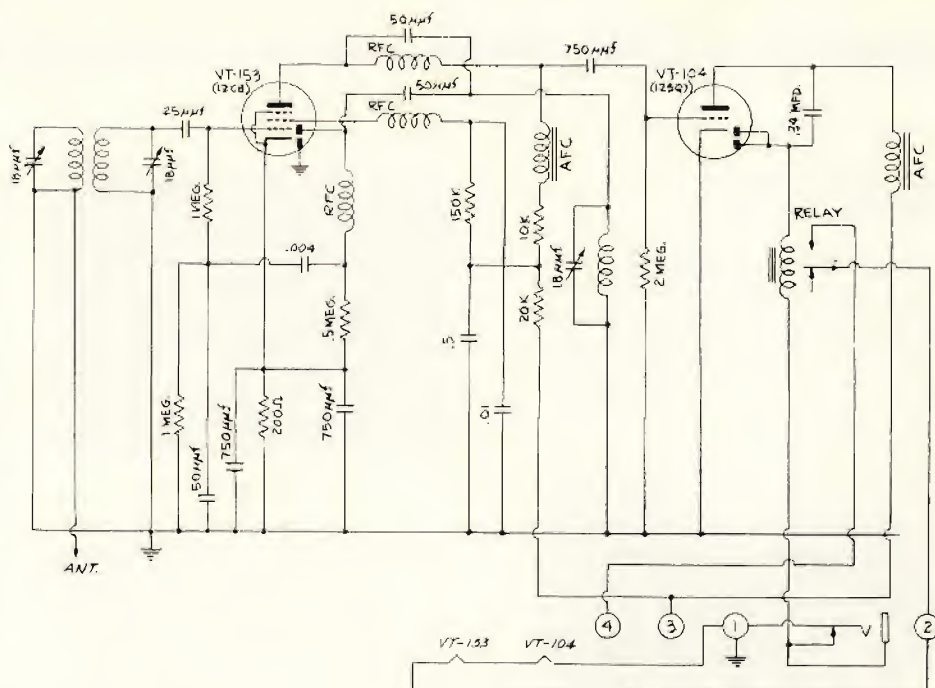 50μμf
RFC
750μμf
VT-153
(12C8)
VT-104
(12SQ7)
50μμf
25μμf
RFC
.34 MFD.
18μμf
18μμf
1 MEG.
RFC
150K
AFC
AFC
RELAY
10K
.004
18μμf
2 MEG.
.5 MEG.
20K
.5
1 MEG.
750μμf
200Ω
750μμf
.01
50μμf
ANT.
4
3
1
V
2
VT-153
VT-104